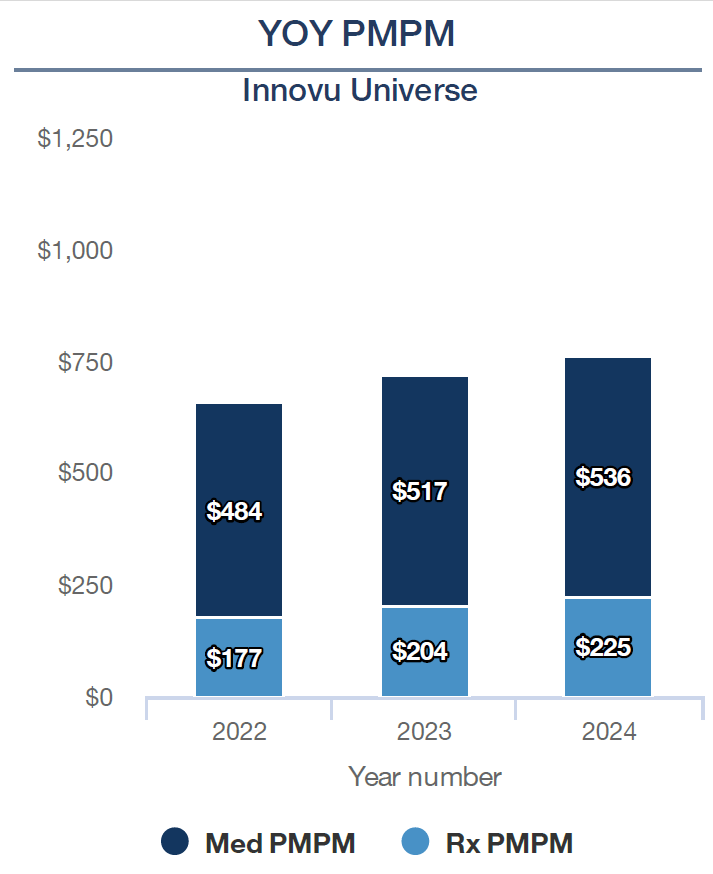 YOY PMPM
Innovu Universe
$1,250
$1,000
$750
$500
$250
$0
$484
$517
$536
$177
$204
$225
2022 2023 2024
Year number
Med PMPM Rx PMPM